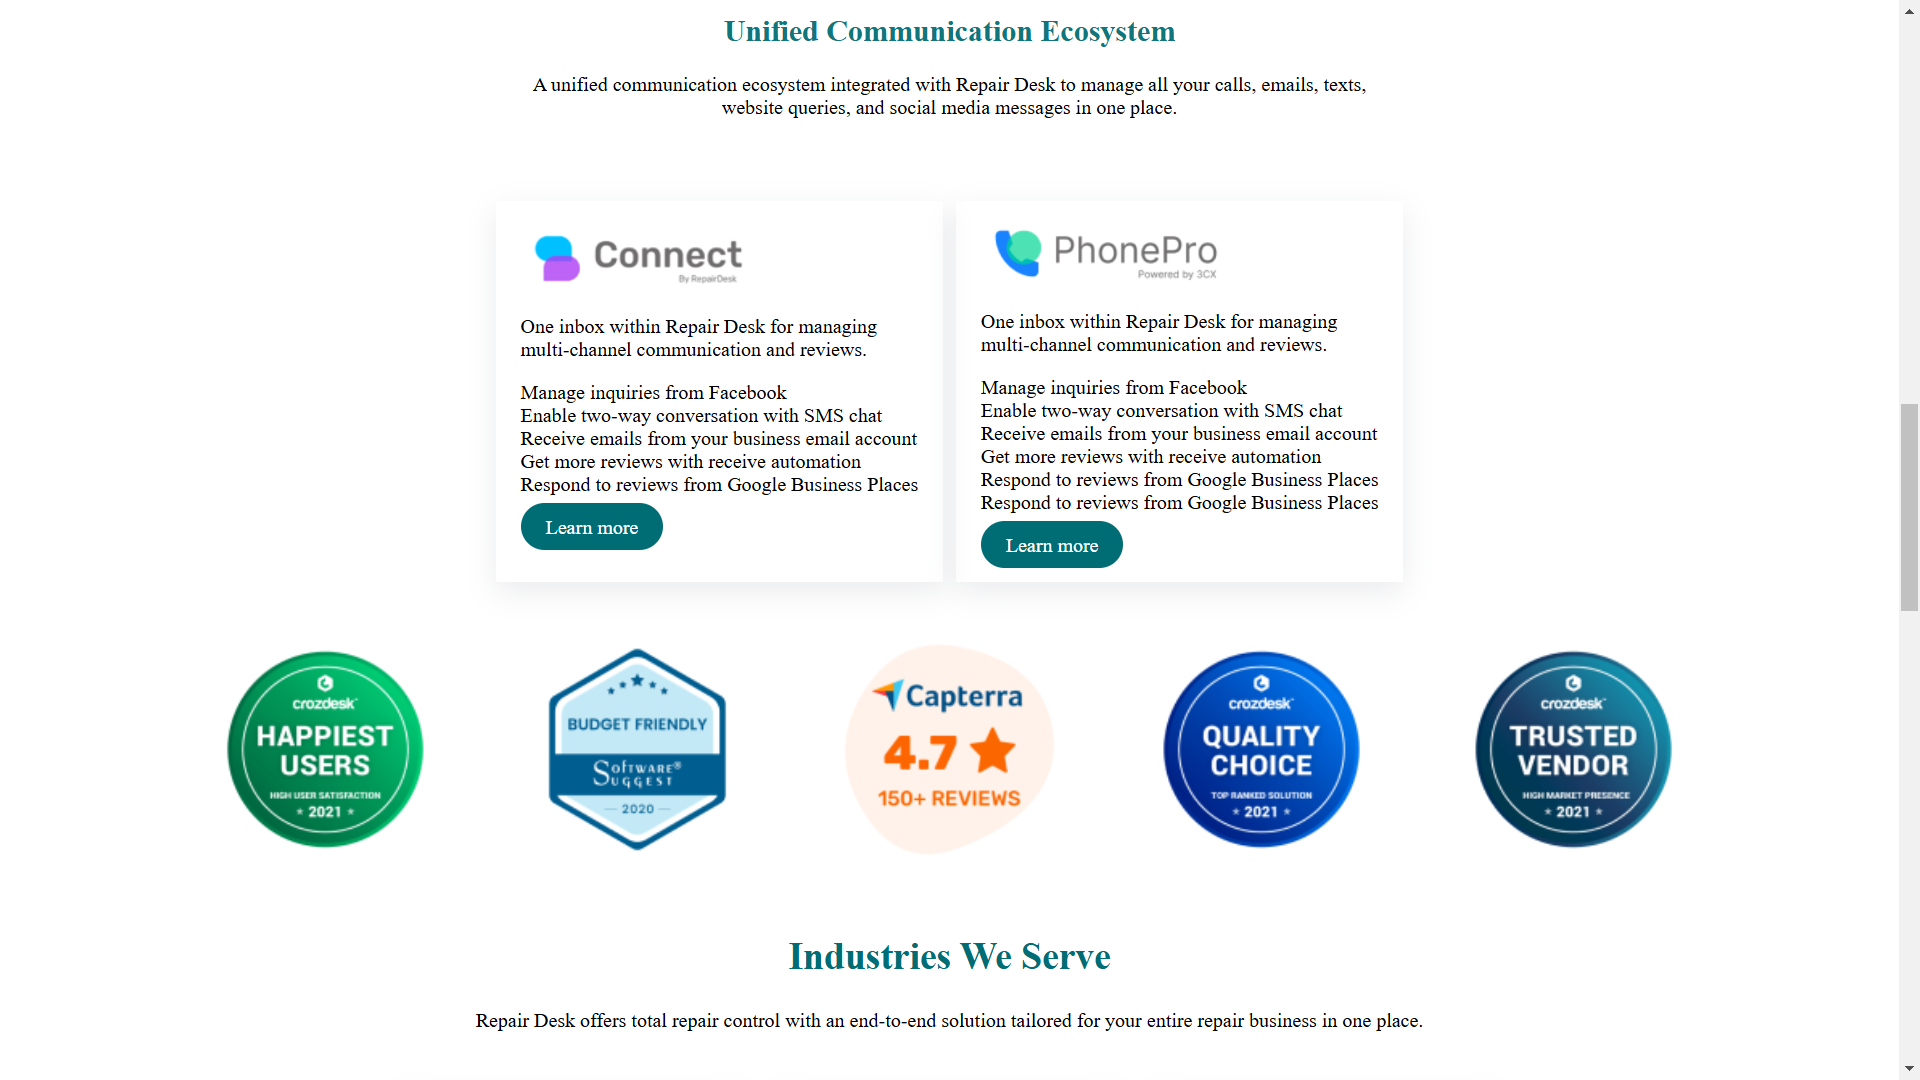 Unified Communication Ecosystem
A unified communication ecosystem integrated with Repair Desk to manage all your calls, emails, texts,
website queries, and social media messages in one place.
Connect
By RepairDesk
One inbox within Repair Desk for managing
multi-channel communication and reviews.
Manage inquiries from Facebook
Enable two-way conversation with SMS chat
Receive emails from your business email account
Get more reviews with receive automation
Respond to reviews from Google Business Places
Learn more
PhonePro
Powered by 3CX
One inbox within Repair Desk for managing
multi-channel communication and reviews.
Manage inquiries from Facebook
Enable two-way conversation with SMS chat
Receive emails from your business email account
Get more reviews with receive automation
Respond to reviews from Google Business Places
Respond to reviews from Google Business Places
Learn more
crozdesk™
HAPPIEST
USERS
HIGH USER SATISFACTION
★ 2021 ★
BUDGET FRIENDLY
SOFTWARE®
SUGGEST
— 2020 —
Capterra
4.7 ★
150+ REVIEWS
crozdesk™
QUALITY
CHOICE
TOP RANKED SOLUTION
★ 2021 ★
crozdesk™
TRUSTED
VENDOR
HIGH MARKET PRESENCE
★ 2021 ★
Industries We Serve
Repair Desk offers total repair control with an end-to-end solution tailored for your entire repair business in one place.